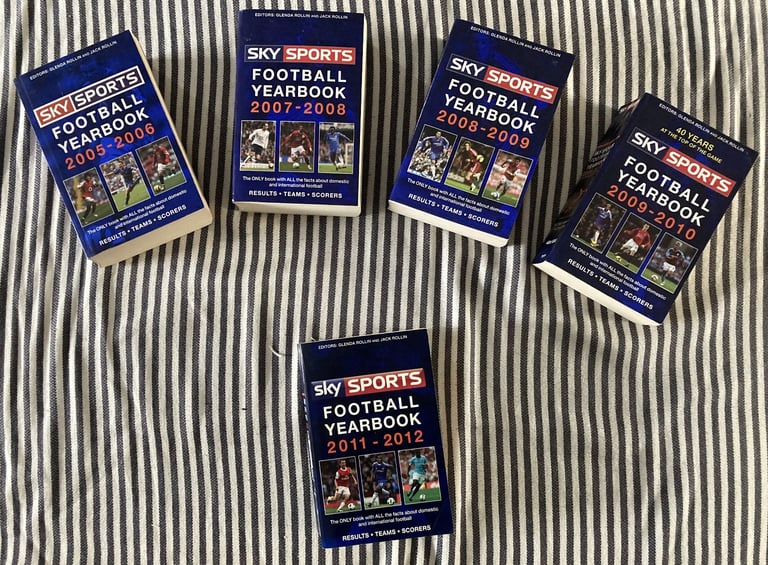 EDITORS: GLENDA ROLLIN AND JACK ROLLIN
SKY SPORTS
FOOTBALL
YEARBOOK
2005-2006
The ONLY book with ALL the facts about domestic
and international football
RESULTS • TEAMS • SCORERS
EDITORS: GLENDA ROLLIN AND JACK ROLLIN
SKY SPORTS
FOOTBALL
YEARBOOK
2007-2008
The ONLY book with ALL the facts about domestic
and international football
RESULTS • TEAMS • SCORERS
EDITORS: GLENDA ROLLIN AND JACK ROLLIN
SKY SPORTS
FOOTBALL
YEARBOOK
2008-2009
The ONLY book with ALL the facts about domestic
and international football
RESULTS • TEAMS • SCORERS
EDITORS: GLENDA ROLLIN AND JACK ROLLIN
40 YEARS
AT THE TOP OF THE GAME
SKY SPORTS
FOOTBALL
YEARBOOK
2009-2010
The ONLY book with ALL the facts about domestic
and international football
RESULTS • TEAMS • SCORERS
EDITORS: GLENDA ROLLIN AND JACK ROLLIN
sky SPORTS
FOOTBALL
YEARBOOK
2011-2012
The ONLY book with ALL the facts about domestic
and international football
RESULTS • TEAMS • SCORERS